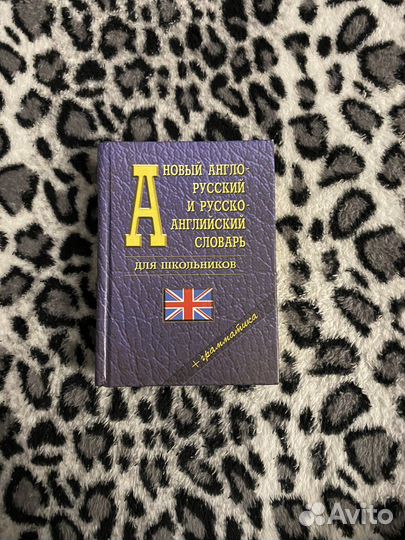 А
НОВЫЙ АНГЛО-
РУССКИЙ
И РУССКО-
АНГЛИЙСКИЙ
СЛОВАРЬ
ДЛЯ ШКОЛЬНИКОВ
+ грамматика
Avito